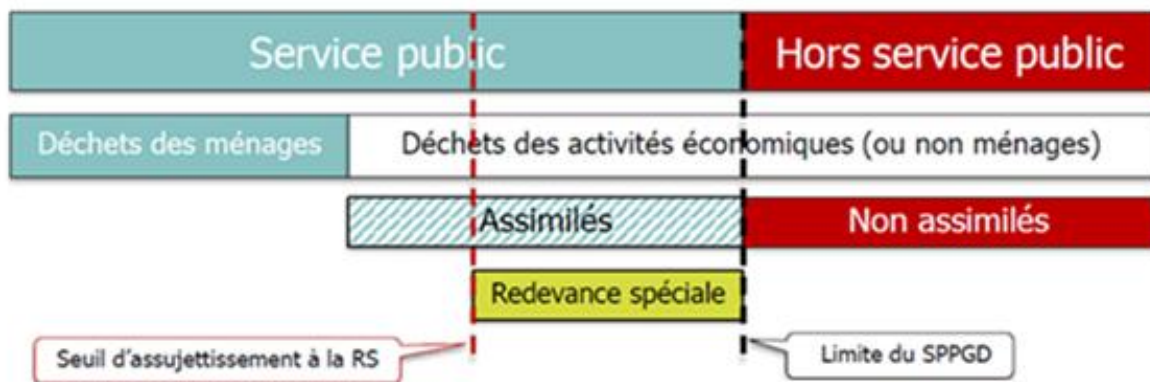 Service public
Hors service public
Déchets des ménages
Déchets des activités économiques (ou non ménages)
Assimilés
Non assimilés
Redevance spéciale
Seuil d'assujettissement à la RS
Limite du SPPGD